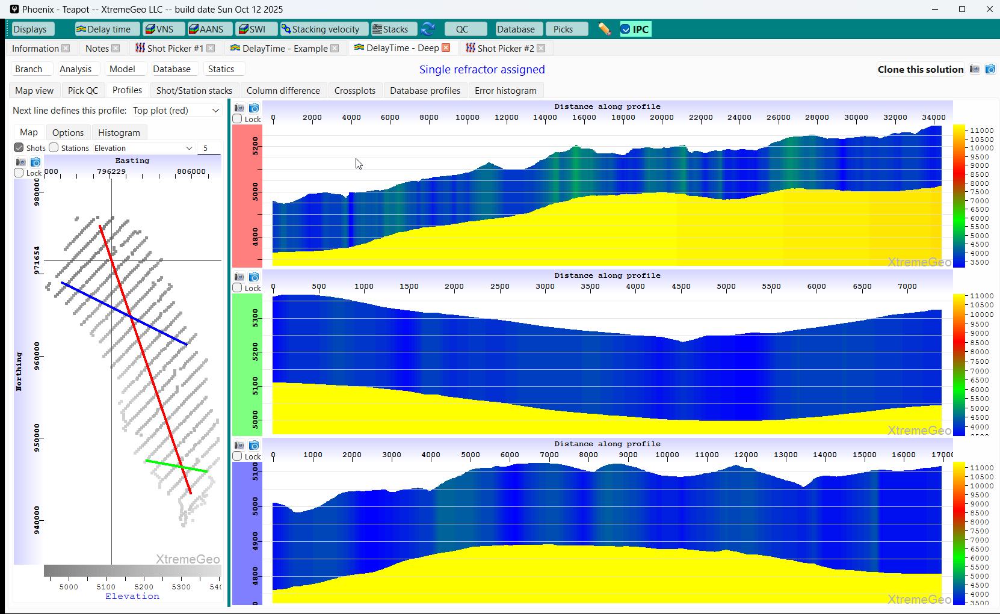 Phoenix - Teapot -- XtremeGeo LLC -- build date Sun Oct 12 2025
Displays Delay time VNS AANS SWI Stacking velocity Stacks QC Database Picks IPC
Information Notes Shot Picker #1 DelayTime - Example DelayTime - Deep Shot Picker #2
Branch Analysis Model Database Statics Single refractor assigned Clone this solution
Map view Pick QC Profiles Shot/Station stacks Column difference Crossplots Database profiles Error histogram
Next line defines this profile: Top plot (red)
Map Options Histogram
Shots Stations Elevation 5
Easting
Lock 000 796229 806000
Northing
980000
971654
960000
950000
940000
XtremeGeo
5000 5100 5200 5300 540
Elevation
Distance along profile
Lock 0 2000 4000 6000 8000 10000 12000 14000 16000 18000 20000 22000 24000 26000 28000 30000 32000 34000
5200
5000
4800
11000
10500
10000
9500
9000
8500
8000
7500
7000
6500
6000
5500
5000
4500
4000
3500
XtremeGeo
Distance along profile
Lock 0 500 1000 1500 2000 2500 3000 3500 4000 4500 5000 5500 6000 6500 7000
5300
5200
5100
5000
11000
10500
10000
9500
9000
8500
8000
7500
7000
6500
6000
5500
5000
4500
4000
3500
XtremeGeo
Distance along profile
Lock 0 1000 2000 3000 4000 5000 6000 7000 8000 9000 10000 11000 12000 13000 14000 15000 16000 17000
5100
5000
4900
4800
0
11000
10500
10000
9500
9000
8500
8000
7500
7000
6500
6000
5500
5000
4500
4000
3500
XtremeGeo